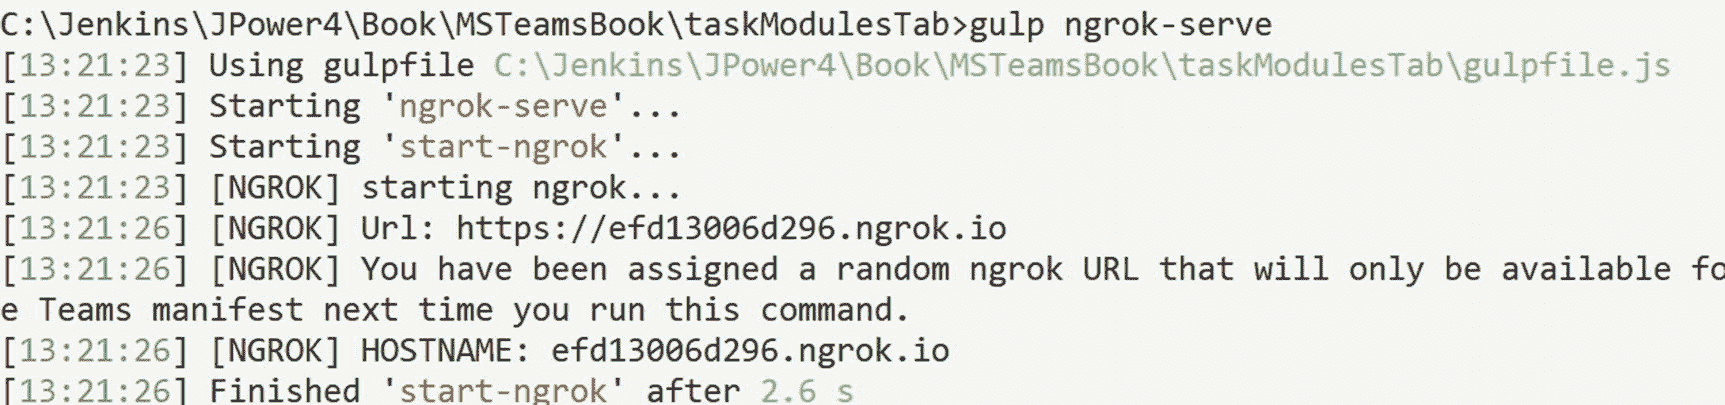 C:\Jenkins\JPower4\Book\MSTeamsBook\taskModulesTab>gulp ngrok-serve
[13:21:23] Using gulpfile C:\Jenkins\JPower4\Book\MSTeamsBook\taskModulesTab\gulpfile.js
[13:21:23] Starting 'ngrok-serve'...
[13:21:23] Starting 'start-ngrok'...
[13:21:23] [NGROK] starting ngrok...
[13:21:26] [NGROK] Url: https://efd13006d296.ngrok.io
[13:21:26] [NGROK] You have been assigned a random ngrok URL that will only be available fo
e Teams manifest next time you run this command.
[13:21:26] [NGROK] HOSTNAME: efd13006d296.ngrok.io
[13:21:26] Finished 'start-ngrok' after 2.6 s